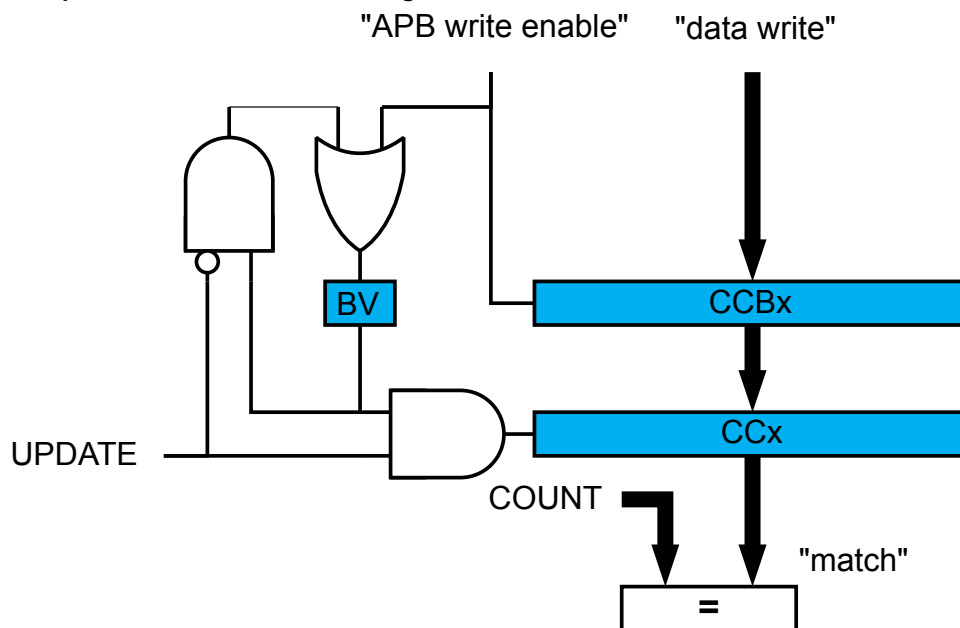 "APB write enable" "data write"
BV
CCBx
CCx
UPDATE
COUNT
"match"
=